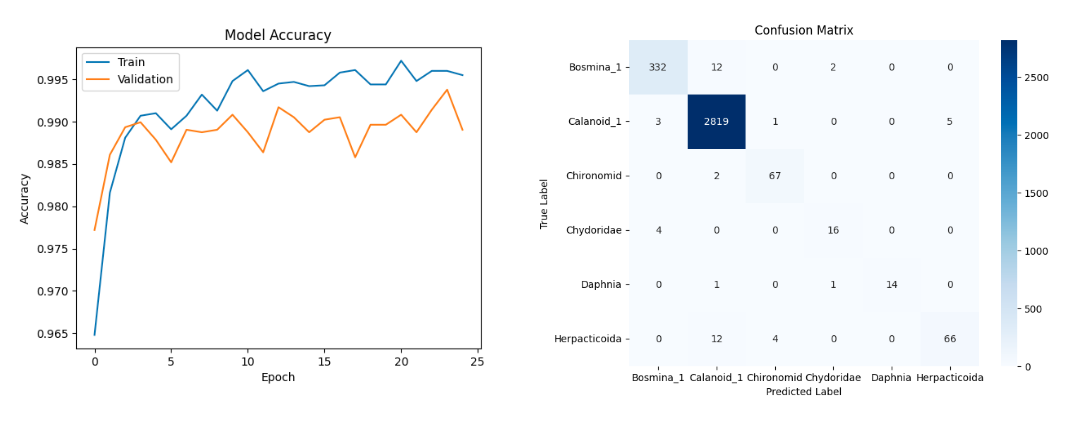 Model Accuracy
Train
Validation
0.995
0.990
0.985
0.980
0.975
0.970
0.965
Accuracy
0 5 10 15 20 25
Epoch
Confusion Matrix
True Label
Bosmina_1 332 12 0 2 0 0
Calanoid_1 3 2819 1 0 0 5
Chironomid 0 2 67 0 0 0
Chydoridae 4 0 0 16 0 0
Daphnia 0 1 0 1 14 0
Herpacticoida 0 12 4 0 0 66
Bosmina_1 Calanoid_1 Chironomid Chydoridae Daphnia Herpacticoida
Predicted Label
2500
2000
1500
1000
500
0